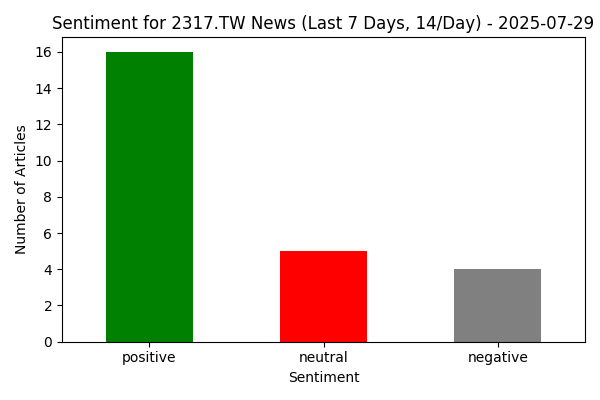 Sentiment for 2317.TW News (Last 7 Days, 14/Day) - 2025-07-29
Number of Articles
16
14
12
10
8
6
4
2
0
positive neutral negative
Sentiment